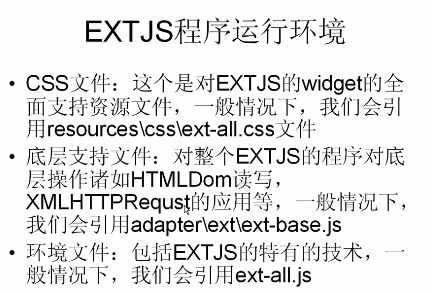 EXTJS程序运行环境
• CSS文件：这个是对EXTJS的widget的全
面支持资源文件，一般情况下，我们会引
用resources\css\ext-all.css文件
• 底层支持文件：对整个EXTJS的程序对底
层操作诸如HTMLDom读写，
XMLHTTPRequst的应用等，一般情况下，
我们会引用adapter\ext\ext-base.js
• 环境文件：包括EXTJS的特有的技术，一
般情况下，我们会引用ext-all.js